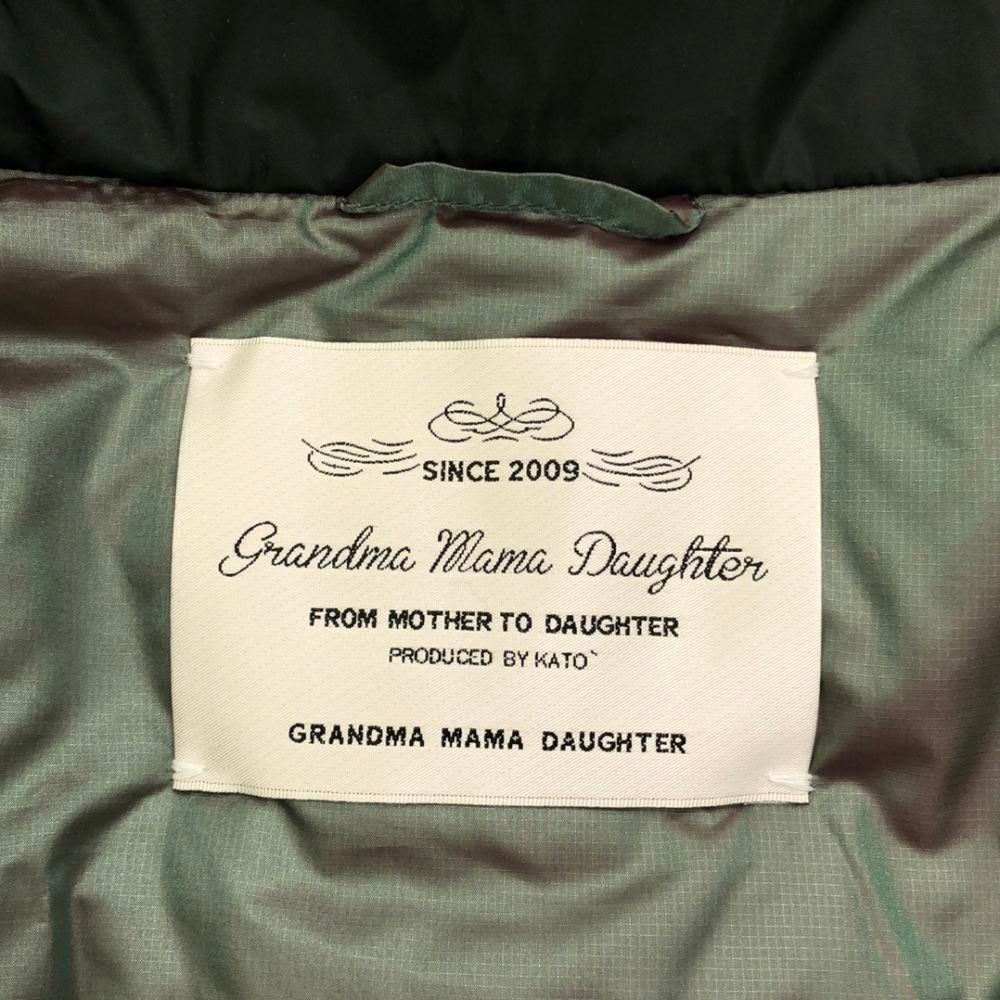 SINCE 2009
Grandma Mama Daughter
FROM MOTHER TO DAUGHTER
PRODUCED BY KATO`
GRANDMA MAMA DAUGHTER